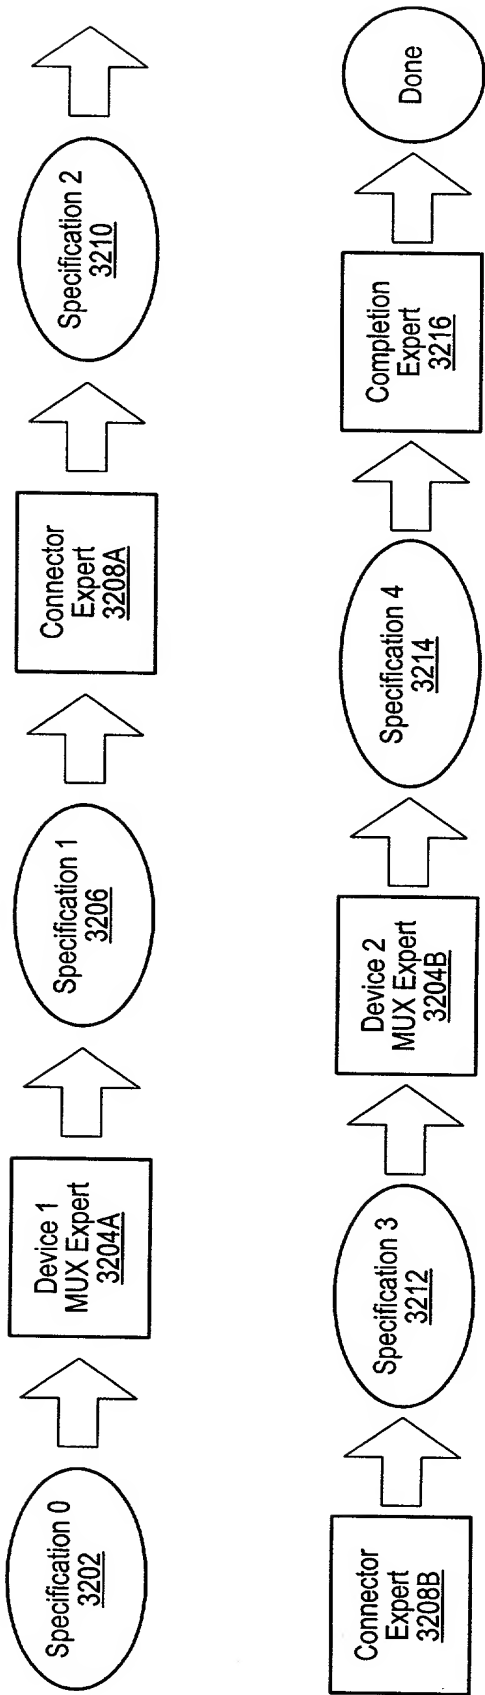 Specification 0
3202
Device 1
MUX Expert
3204A
Specification 1
3206
Connector
Expert
3208A
Specification 2
3210
Connector
Expert
3208B
Specification 3
3212
Device 2
MUX Expert
3204B
Specification 4
3214
Completion
Expert
3216
Done